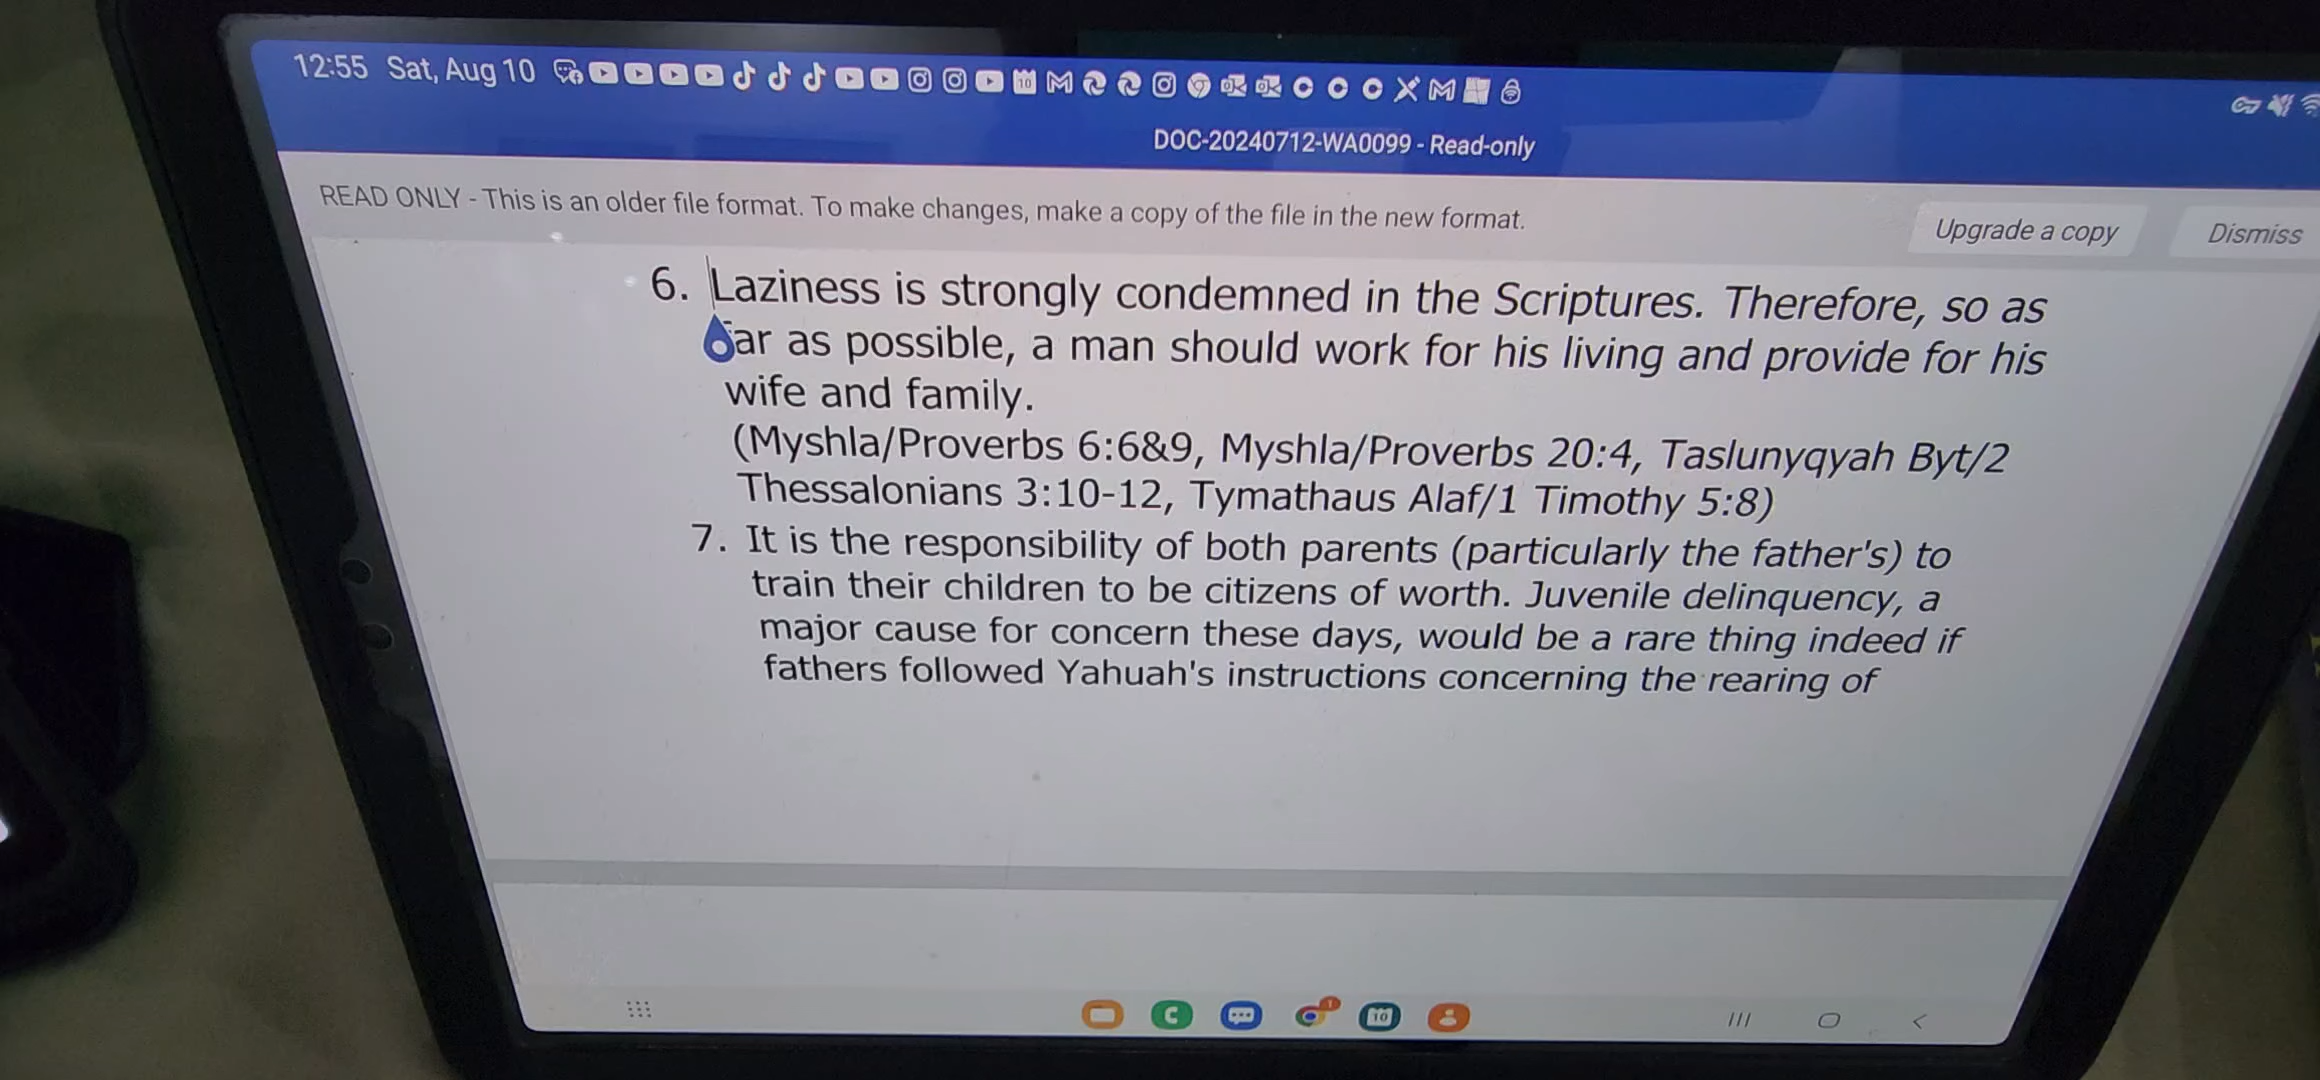 12:55 Sat, Aug 10
DOC-20240712-WA0099 - Read-only
READ ONLY - This is an older file format. To make changes, make a copy of the file in the new format.
Upgrade a copy
Dismiss
6. Laziness is strongly condemned in the Scriptures. Therefore, so as
far as possible, a man should work for his living and provide for his
wife and family.
(Myshla/Proverbs 6:6&9, Myshla/Proverbs 20:4, Taslunyqyah Byt/2
Thessalonians 3:10-12, Tymathaus Alaf/1 Timothy 5:8)
7. It is the responsibility of both parents (particularly the father's) to
train their children to be citizens of worth. Juvenile delinquency, a
major cause for concern these days, would be a rare thing indeed if
fathers followed Yahuah's instructions concerning the rearing of